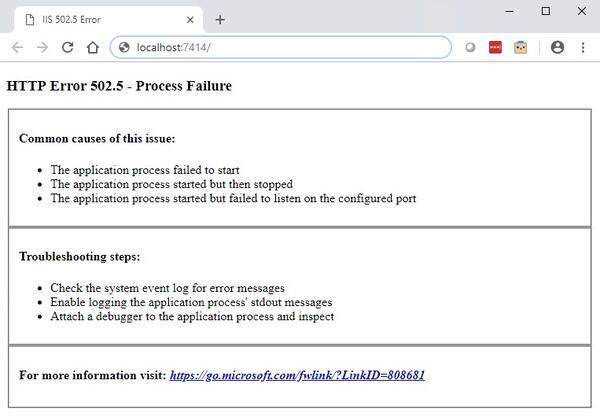 IIS 502.5 Error
localhost:7414/
HTTP Error 502.5 - Process Failure
Common causes of this issue:
• The application process failed to start
• The application process started but then stopped
• The application process started but failed to listen on the configured port
Troubleshooting steps:
• Check the system event log for error messages
• Enable logging the application process' stdout messages
• Attach a debugger to the application process and inspect
For more information visit: https://go.microsoft.com/fwlink/?LinkID=808681